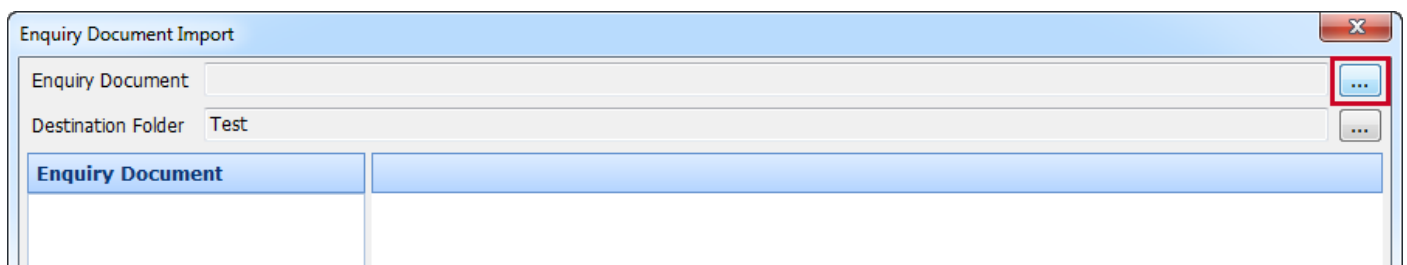 Enquiry Document Import
Enquiry Document ...
Destination Folder Test ...
Enquiry Document